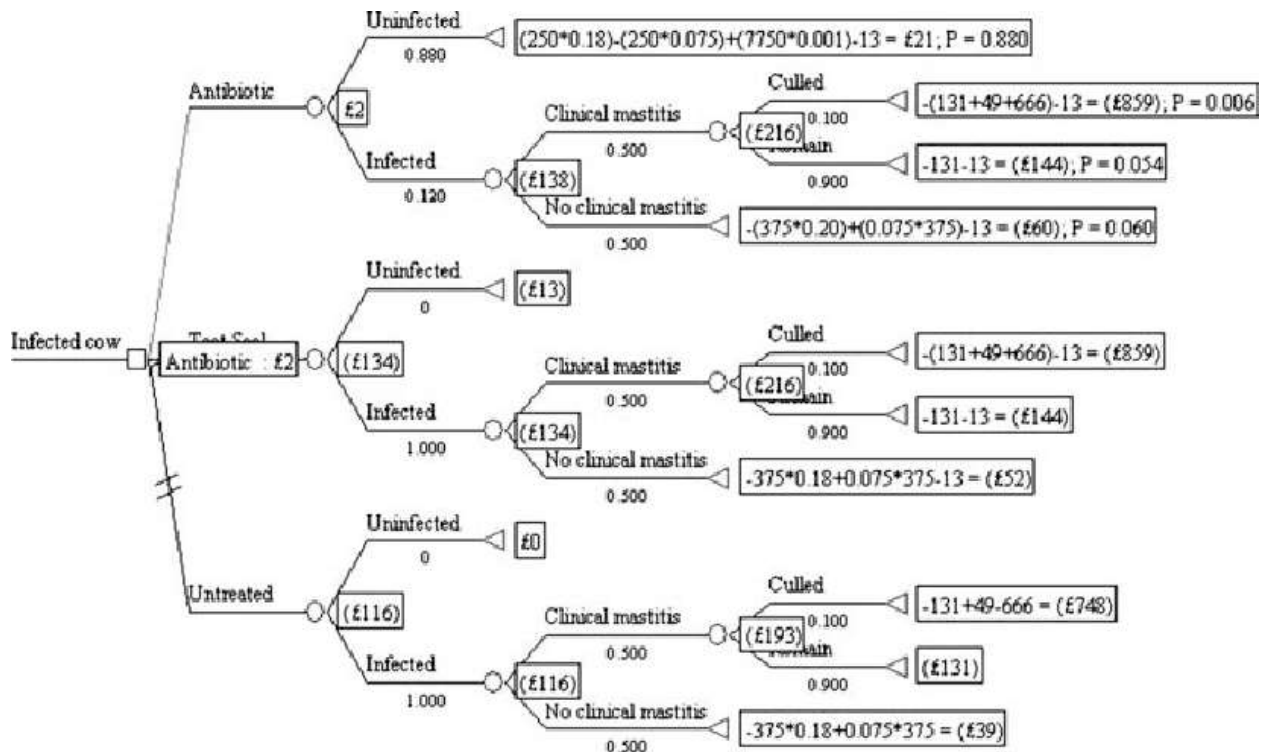 Uninfected
0.880
(250*0.18)-(250*0.075)+(7750*0.001)-13 = £21; P = 0.880
Antibiotic
£2
Culled
0.100
-(131+49+666)-13 = (£859); P = 0.006
Clinical mastitis
0.500
(£216)
0.900
-131-13 = (£144); P = 0.054
Infected
0.120
(£138)
No clinical mastitis
0.500
-(375*0.20)+(0.075*375)-13 = (£60); P = 0.060
Uninfected
0
(£13)
Infected cow
Antibiotic : £2
(£134)
Culled
0.100
-(131+49+666)-13 = (£859)
Clinical mastitis
0.500
(£216)
0.900
-131-13 = (£144)
Infected
1.000
(£134)
No clinical mastitis
0.500
-375*0.18+0.075*375-13 = (£52)
Uninfected
0
£0
Untreated
(£116)
Culled
0.100
-131+49-666 = (£748)
Clinical mastitis
0.500
(£193)
0.900
(£131)
Infected
1.000
(£116)
No clinical mastitis
0.500
-375*0.18+0.075*375 = (£39)